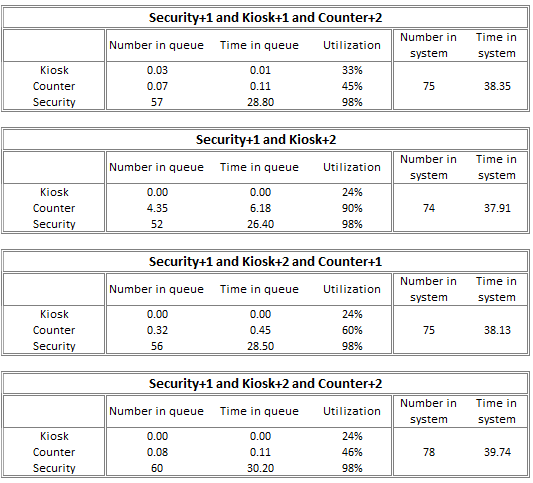 Security+1 and Kiosk+1 and Counter+2
Number in queue Time in queue Utilization Number in system Time in system
Kiosk 0.03 0.01 33%
Counter 0.07 0.11 45% 75 38.35
Security 57 28.80 98%
Security+1 and Kiosk+2
Number in queue Time in queue Utilization Number in system Time in system
Kiosk 0.00 0.00 24%
Counter 4.35 6.18 90% 74 37.91
Security 52 26.40 98%
Security+1 and Kiosk+2 and Counter+1
Number in queue Time in queue Utilization Number in system Time in system
Kiosk 0.00 0.00 24%
Counter 0.32 0.45 60% 75 38.13
Security 56 28.50 98%
Security+1 and Kiosk+2 and Counter+2
Number in queue Time in queue Utilization Number in system Time in system
Kiosk 0.00 0.00 24%
Counter 0.08 0.11 46% 78 39.74
Security 60 30.20 98%